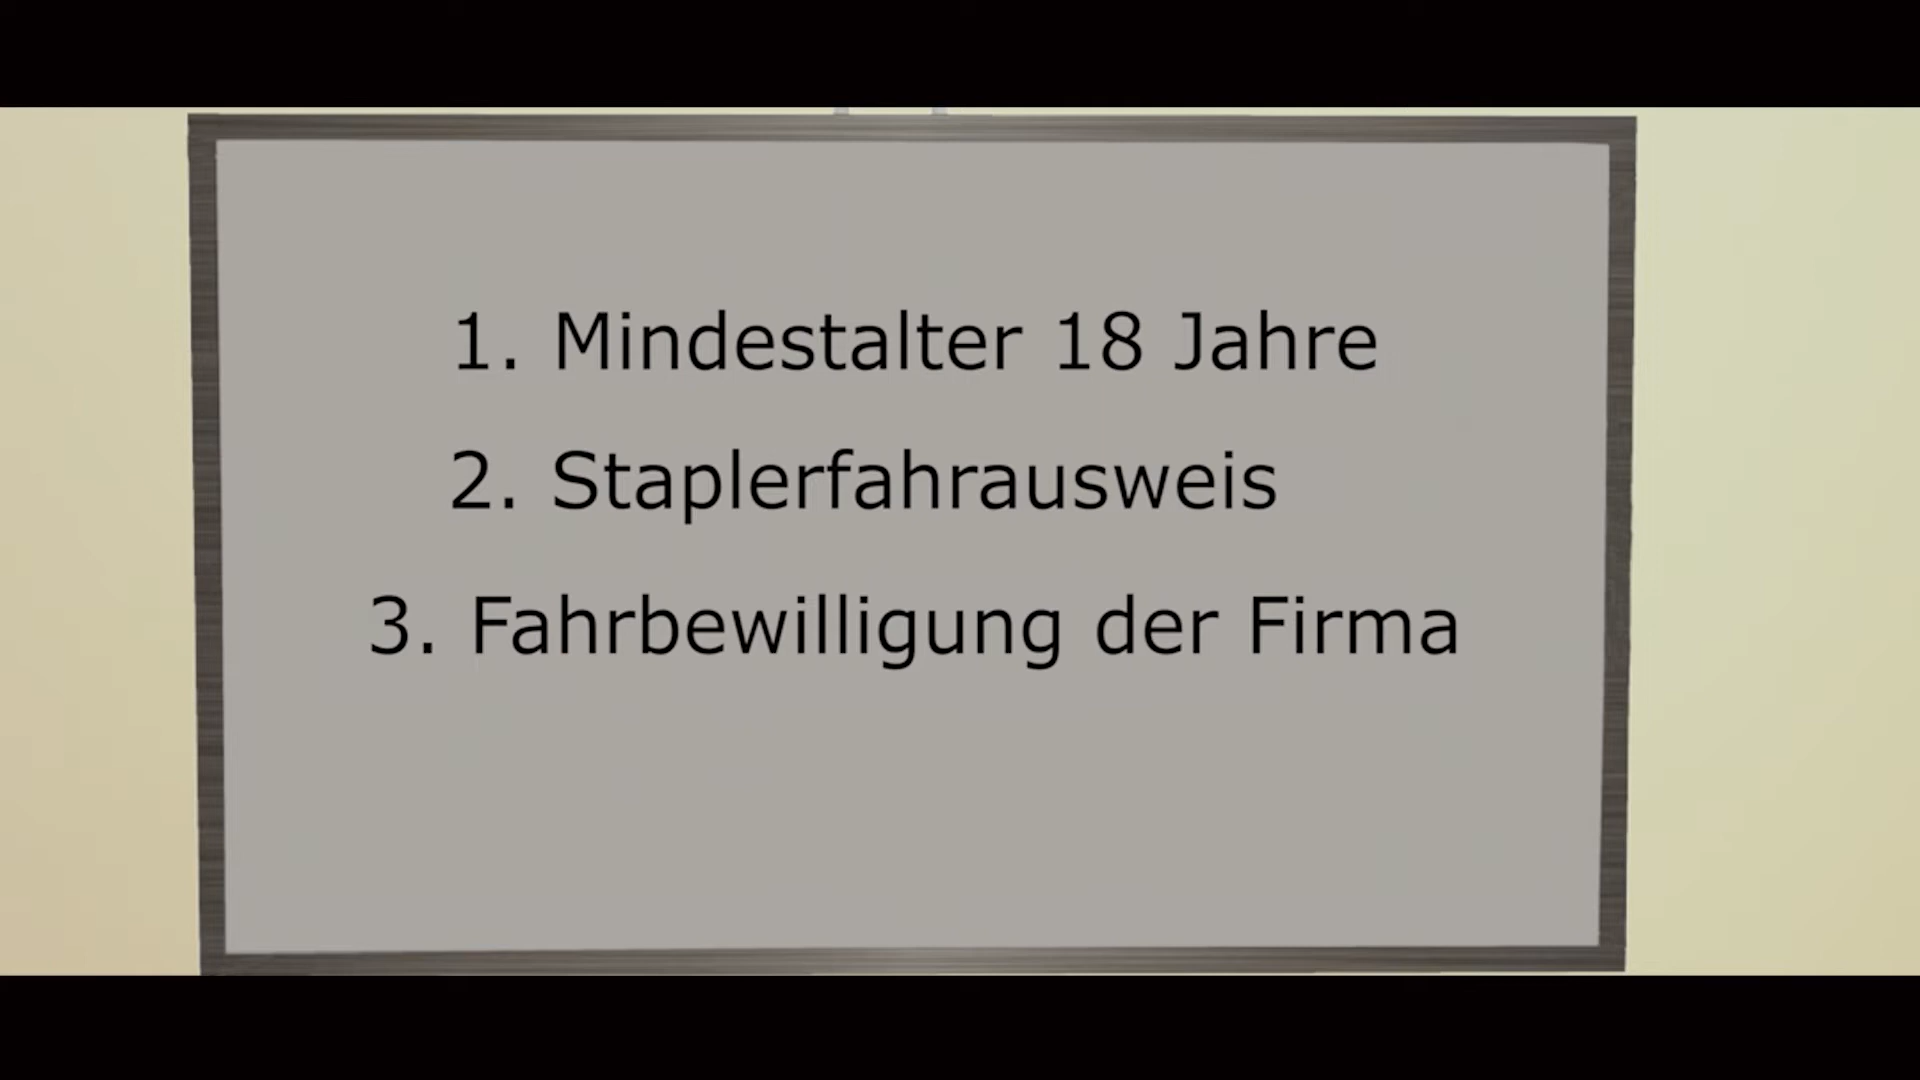 1. Mindestalter 18 Jahre
2. Staplerfahrausweis
3. Fahrbewilligung der Firma